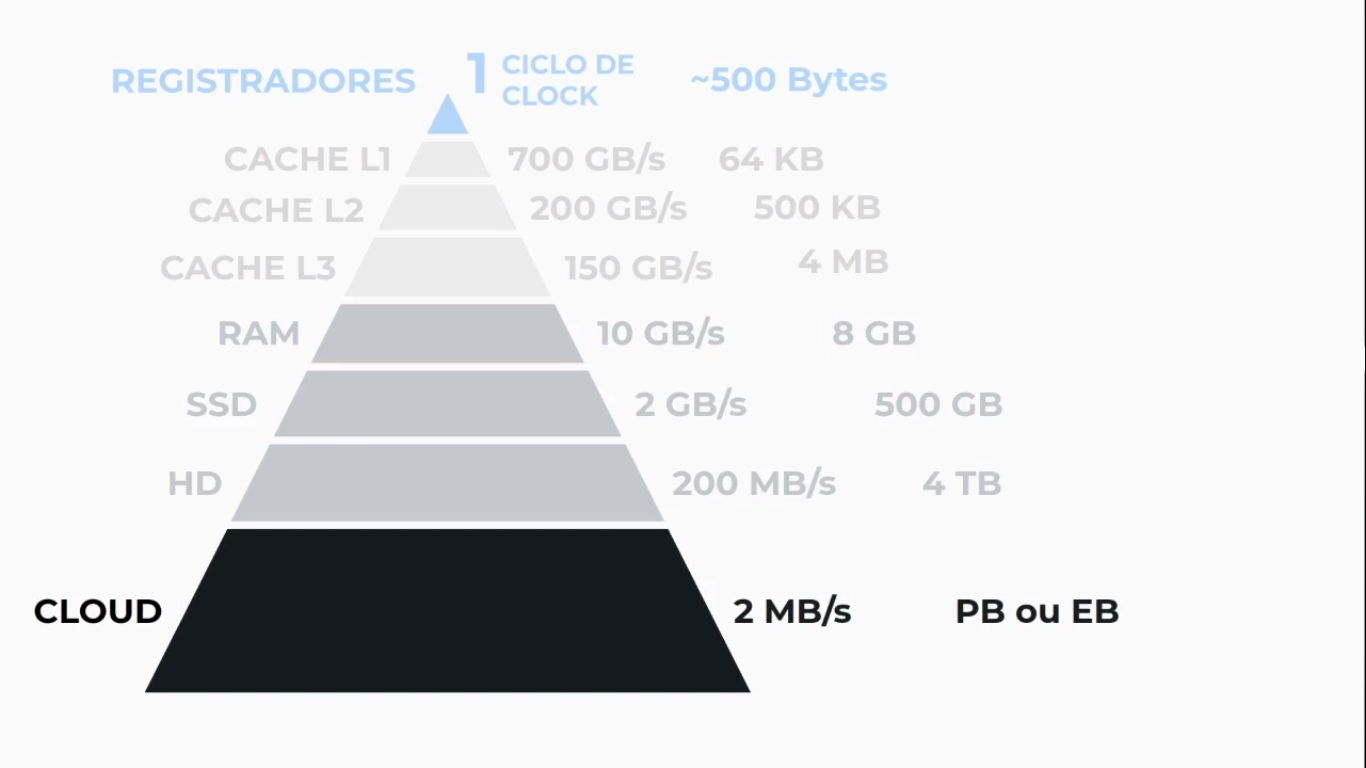 REGISTRADORES 1 CICLO DE CLOCK ~500 Bytes
CACHE L1 700 GB/s 64 KB
CACHE L2 200 GB/s 500 KB
CACHE L3 150 GB/s 4 MB
RAM 10 GB/s 8 GB
SSD 2 GB/s 500 GB
HD 200 MB/s 4 TB
CLOUD 2 MB/s PB ou EB